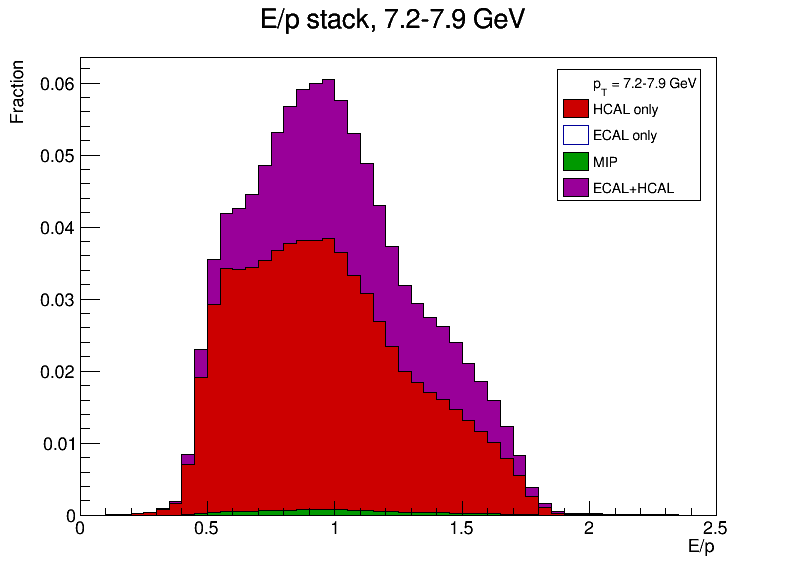 E/p stack, 7.2-7.9 GeV
Fraction
p_T = 7.2-7.9 GeV
HCAL only
ECAL only
MIP
ECAL+HCAL
0.06
0.05
0.04
0.03
0.02
0.01
0
0 0.5 1 1.5 2 2.5
E/p